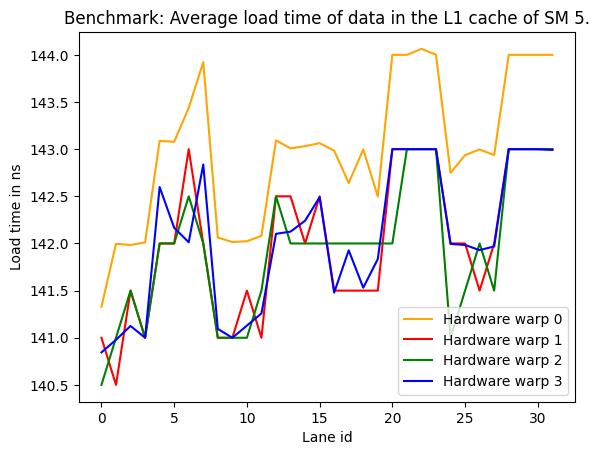 Benchmark: Average load time of data in the L1 cache of SM 5.
144.0
143.5
143.0
142.5
142.0
141.5
141.0
140.5
Load time in ns
0 5 10 15 20 25 30
Lane id
Hardware warp 0
Hardware warp 1
Hardware warp 2
Hardware warp 3